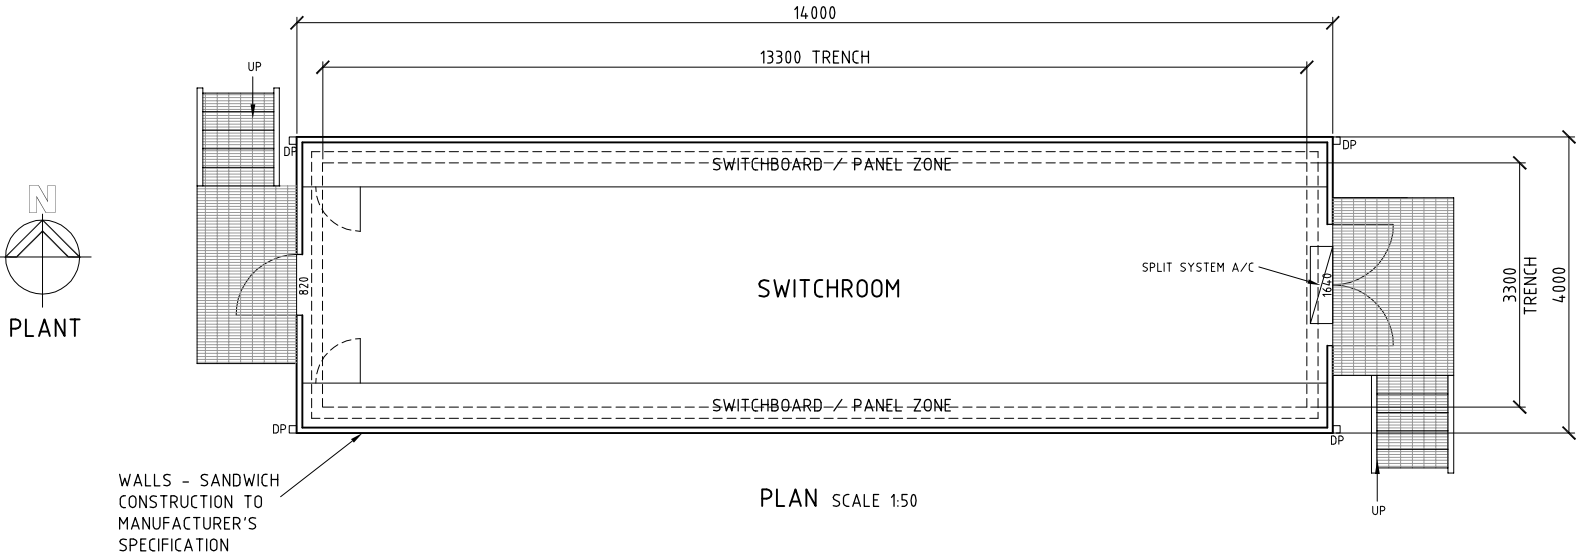 14000
13300 TRENCH
UP
DP
DP
SWITCHBOARD / PANEL ZONE
N
PLANT
820
SWITCHROOM
SPLIT SYSTEM A/C
1640
3300
TRENCH
4000
SWITCHBOARD / PANEL ZONE
DP
DP
WALLS - SANDWICH
CONSTRUCTION TO
MANUFACTURER'S
SPECIFICATION
PLAN SCALE 1:50
UP